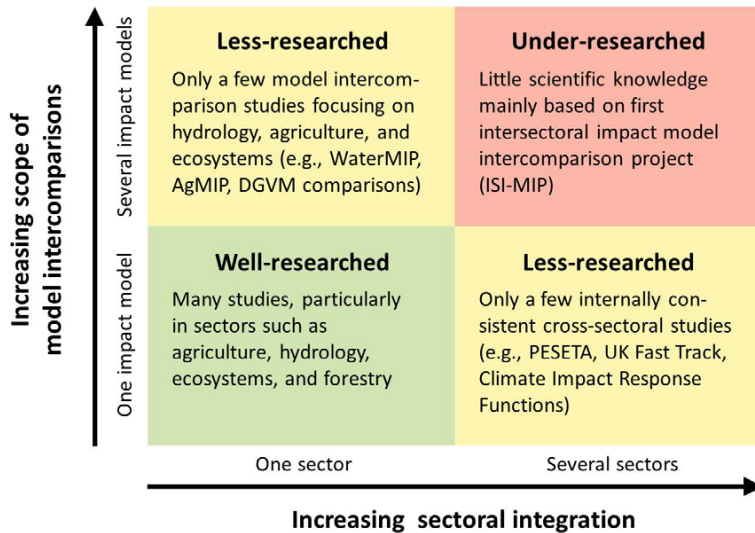 Increasing scope of
model intercomparisons
Several impact models
One impact model
Less-researched
Only a few model intercom-
parison studies focusing on
hydrology, agriculture, and
ecosystems (e.g., WaterMIP,
AgMIP, DGVM comparisons)
Under-researched
Little scientific knowledge
mainly based on first
intersectoral impact model
intercomparison project
(ISI-MIP)
Well-researched
Many studies, particularly
in sectors such as
agriculture, hydrology,
ecosystems, and forestry
Less-researched
Only a few internally con-
sistent cross-sectoral studies
(e.g., PESETA, UK Fast Track,
Climate Impact Response
Functions)
One sector
Several sectors
Increasing sectoral integration